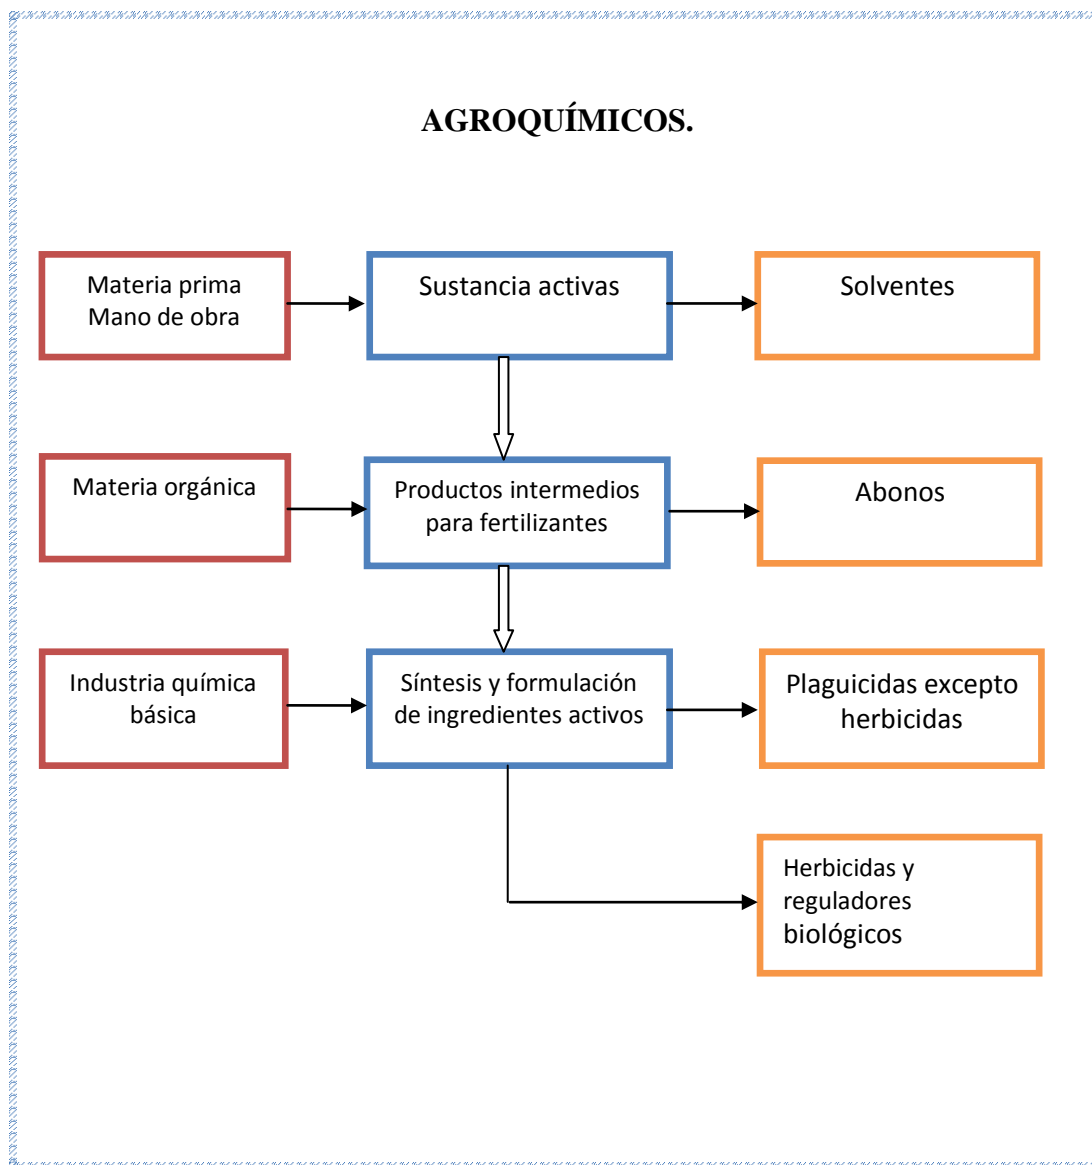 AGROQUÍMICOS.
Materia prima
Mano de obra
Sustancia activas
Solventes
Materia orgánica
Productos intermedios
para fertilizantes
Abonos
Industria química
básica
Síntesis y formulación
de ingredientes activos
Plaguicidas excepto
herbicidas
Herbicidas y
reguladores
biológicos